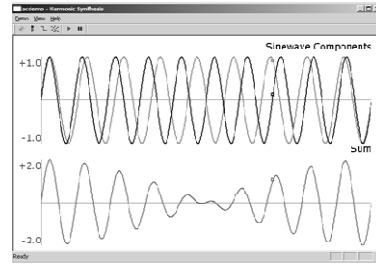 acdemo - Harmonic Synthesis
Demo View Help
Sinewave Components
+1.0
-1.0
Sum
+2.0
-2.0
Ready